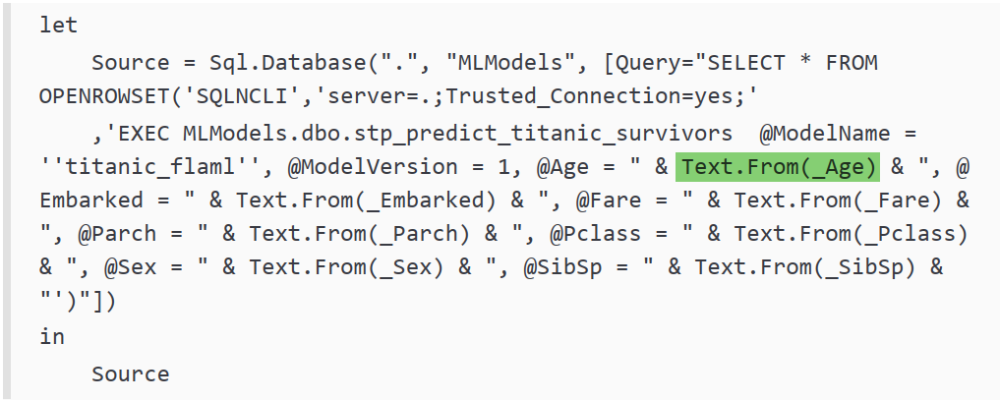 let
Source = Sql.Database(".", "MLModels", [Query="SELECT * FROM
OPENROWSET('SQLNCLI','server=.;Trusted_Connection=yes;'
,'EXEC MLModels.dbo.stp_predict_titanic_survivors  @ModelName =
''titanic_flaml'', @ModelVersion = 1, @Age = " & Text.From(_Age) & ", @
Embarked = " & Text.From(_Embarked) & ", @Fare = " & Text.From(_Fare) &
", @Parch = " & Text.From(_Parch) & ", @Pclass = " & Text.From(_Pclass)
& ", @Sex = " & Text.From(_Sex) & ", @SibSp = " & Text.From(_SibSp) &
"')"])
in
Source